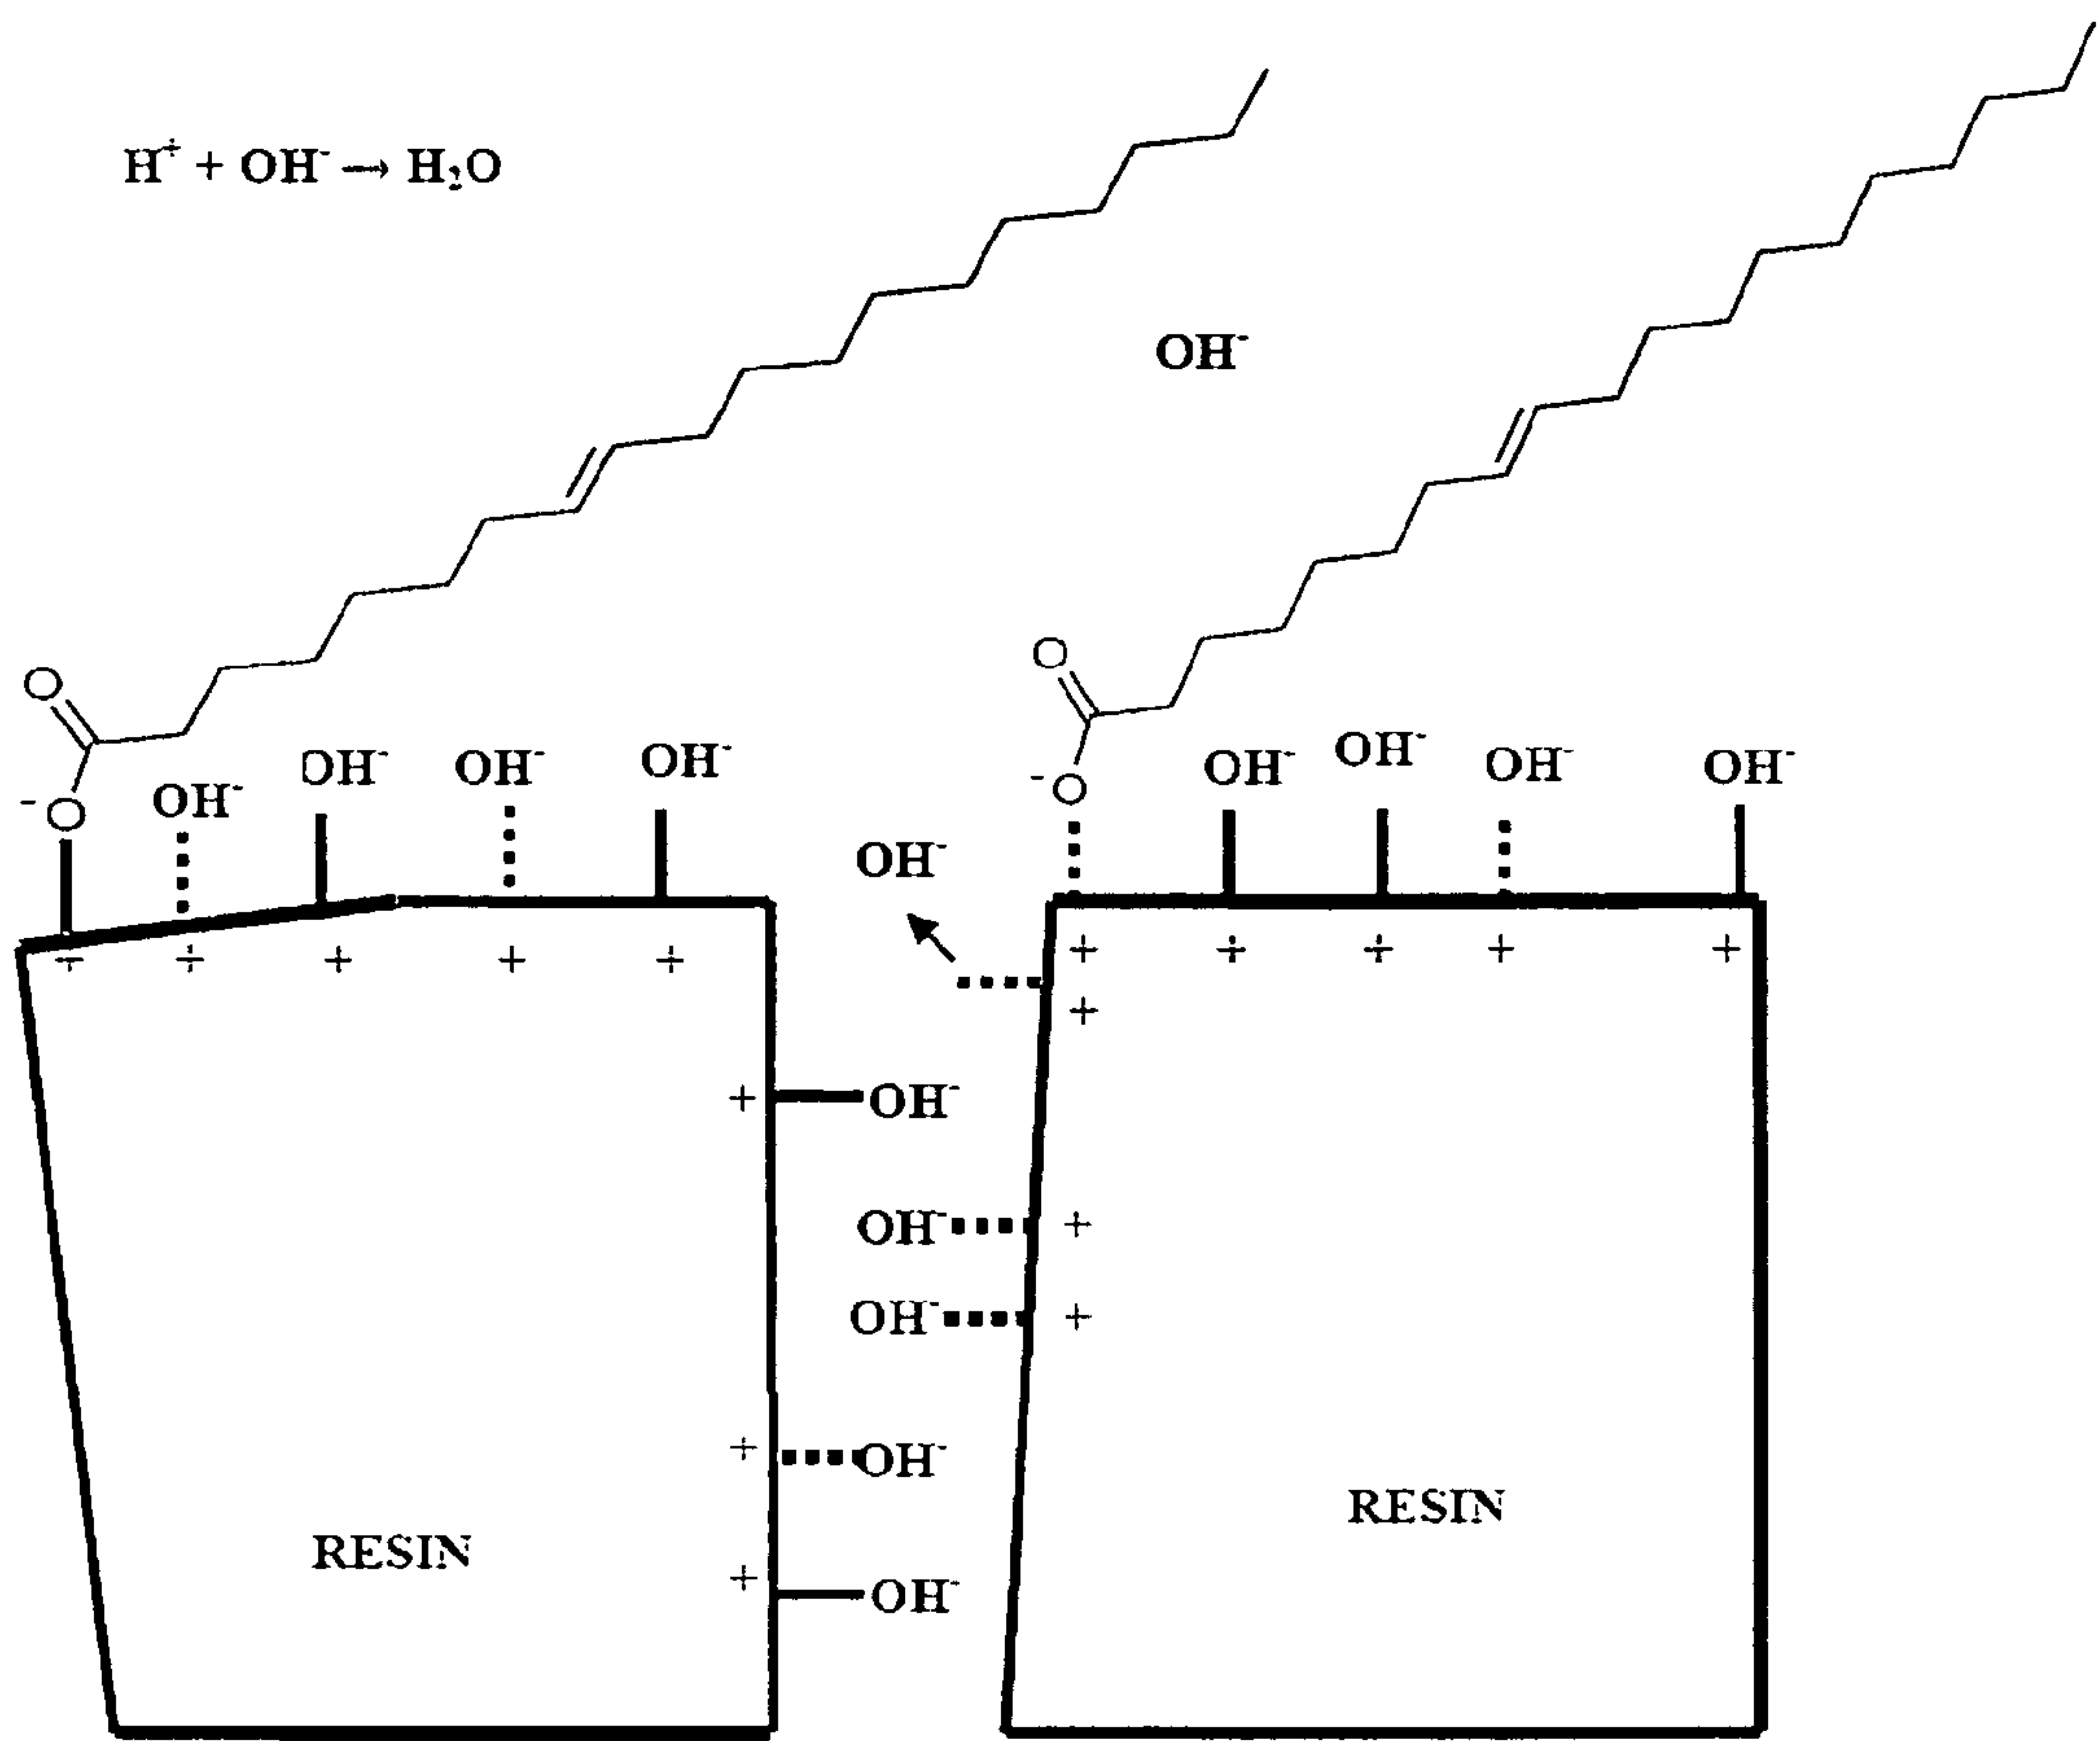 H⁺ + OH⁻ → H₂O
OH⁻
O
O
⁻O
OH⁻
OH⁻
OH⁻
OH⁻
⁻O
OH⁻
OH⁻
OH⁻
OH⁻
OH⁻
+ + + + +
+ + + + +
+
+ OH⁻
OH⁻ +
OH⁻ +
+ OH⁻
RESIN
RESIN
+ OH⁻